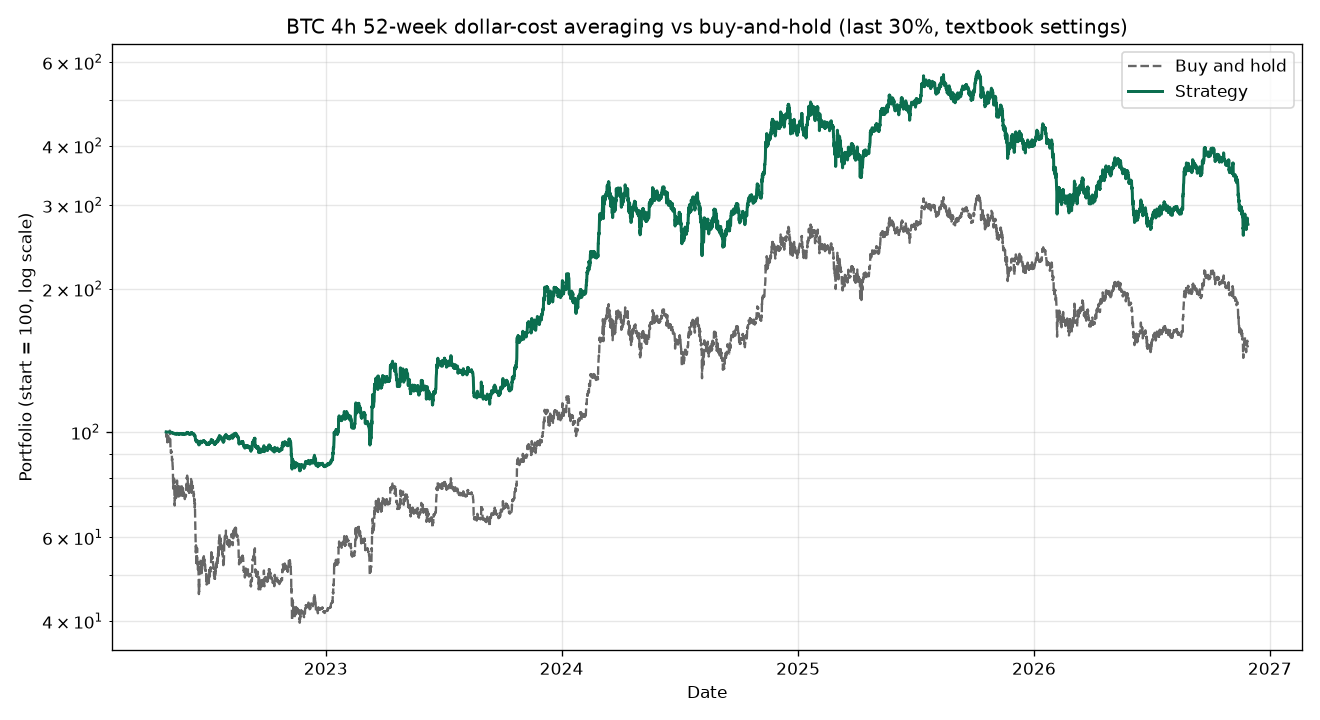 BTC 4h 52-week dollar-cost averaging vs buy-and-hold (last 30%, textbook settings)
Buy and hold
Strategy
Portfolio (start = 100, log scale)
6 × 10²
4 × 10²
3 × 10²
2 × 10²
10²
6 × 10¹
4 × 10¹
2023
2024
2025
2026
2027
Date